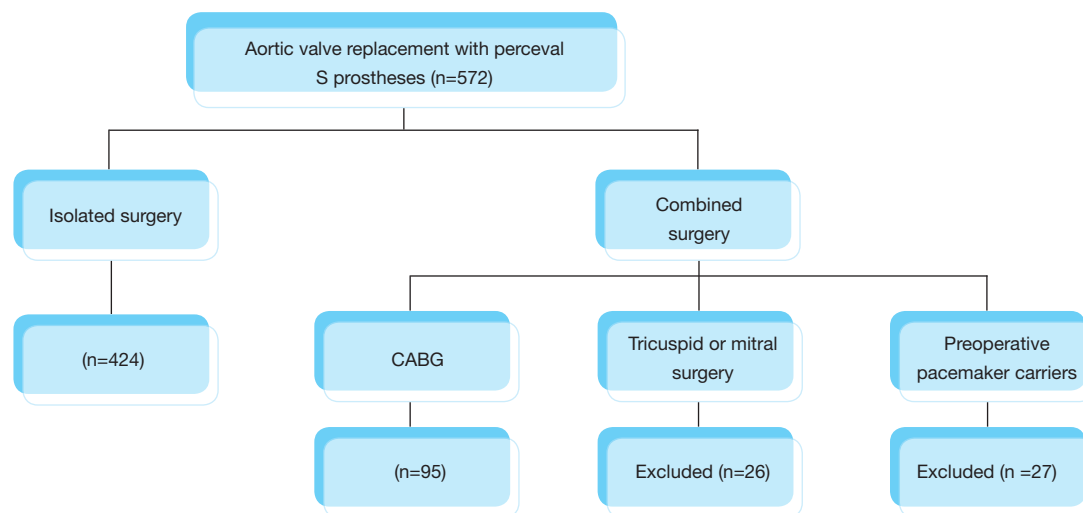 Aortic valve replacement with perceval
S prostheses (n=572)
Isolated surgery
Combined
surgery
(n=424)
CABG
Tricuspid or mitral
surgery
Preoperative
pacemaker carriers
(n=95)
Excluded (n=26)
Excluded (n =27)